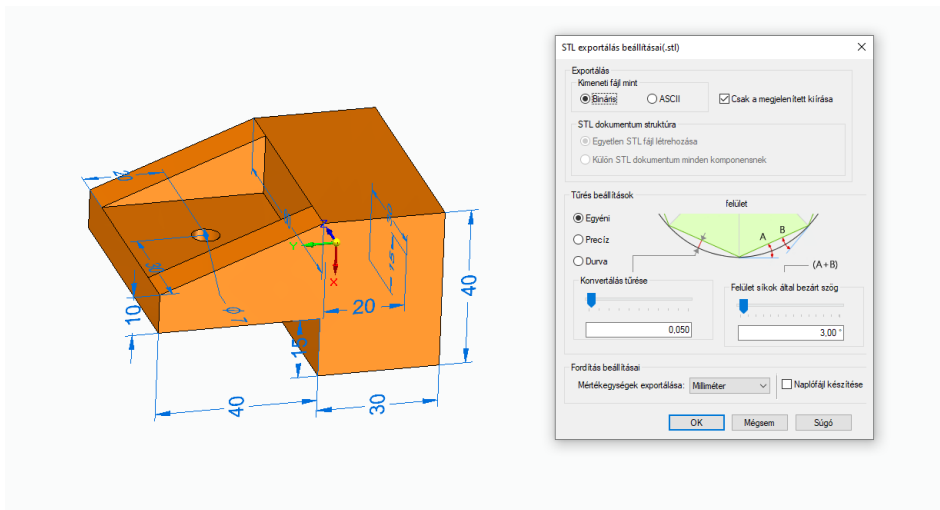 STL exportálás beállításai(.stl)
Exportálás
Kimeneti fájl mint
Bináris
ASCII
Csak a megjelenített kiírása
STL dokumentum struktúra
Egyetlen STL fájl létrehozása
Külön STL dokumentum minden komponensnek
Tűrés beállítások
Egyéni
Precíz
Durva
felület
A
B
(A+B)
Konvertálás tűrése
0,050
Felület síkok által bezárt szög
3,00 °
Fordítás beállításai
Mértékegységek exportálása: Milliméter
Naplófájl készítése
OK Mégsem Súgó
Z
Y
X
20
40
10
15
40
30